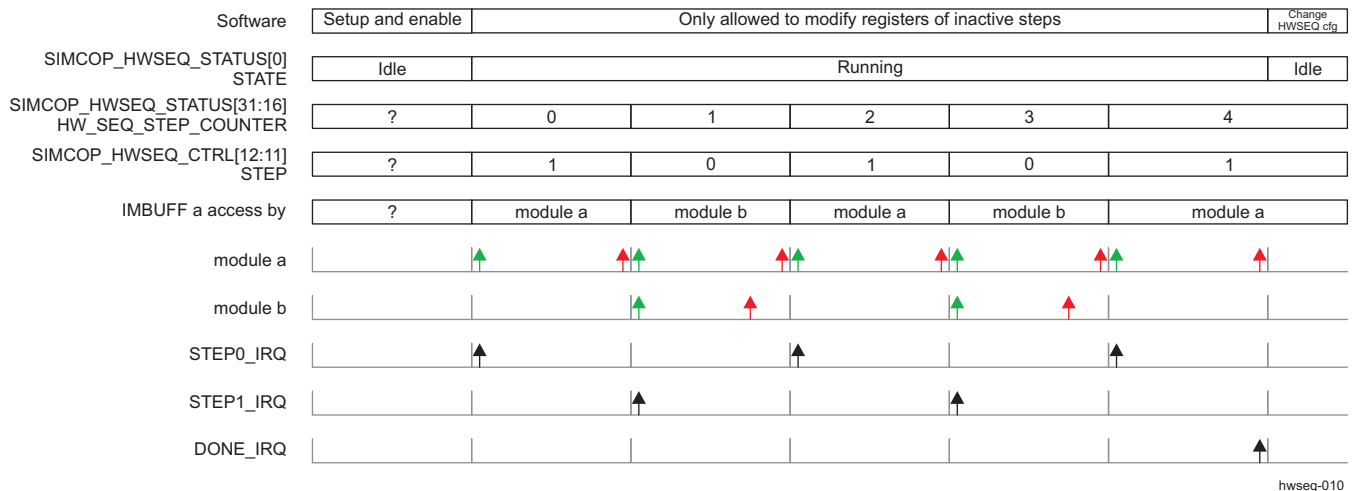 Software
Setup and enable
Only allowed to modify registers of inactive steps
Change
HWSEQ cfg
SIMCOP_HWSEQ_STATUS[0]
STATE
Idle
Running
Idle
SIMCOP_HWSEQ_STATUS[31:16]
HW_SEQ_STEP_COUNTER
?
0
1
2
3
4
SIMCOP_HWSEQ_CTRL[12:11]
STEP
?
1
0
1
0
1
IMBUFF a access by
?
module a
module b
module a
module b
module a
module a
module b
STEP0_IRQ
STEP1_IRQ
DONE_IRQ
hwseq-010